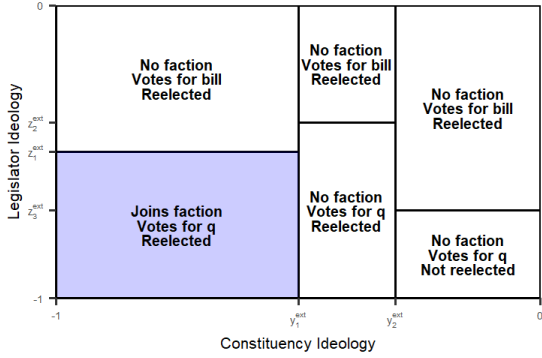 0
No faction
Votes for bill
Reelected
No faction
Votes for bill
Reelected
No faction
Votes for bill
Reelected
Legislator Ideology
z₂ᵉˣᵗ
z₁ᵉˣᵗ
z₃ᵉˣᵗ
Joins faction
Votes for q
Reelected
No faction
Votes for q
Reelected
No faction
Votes for q
Not reelected
-1
-1
y₁ᵉˣᵗ
y₂ᵉˣᵗ
0
Constituency Ideology